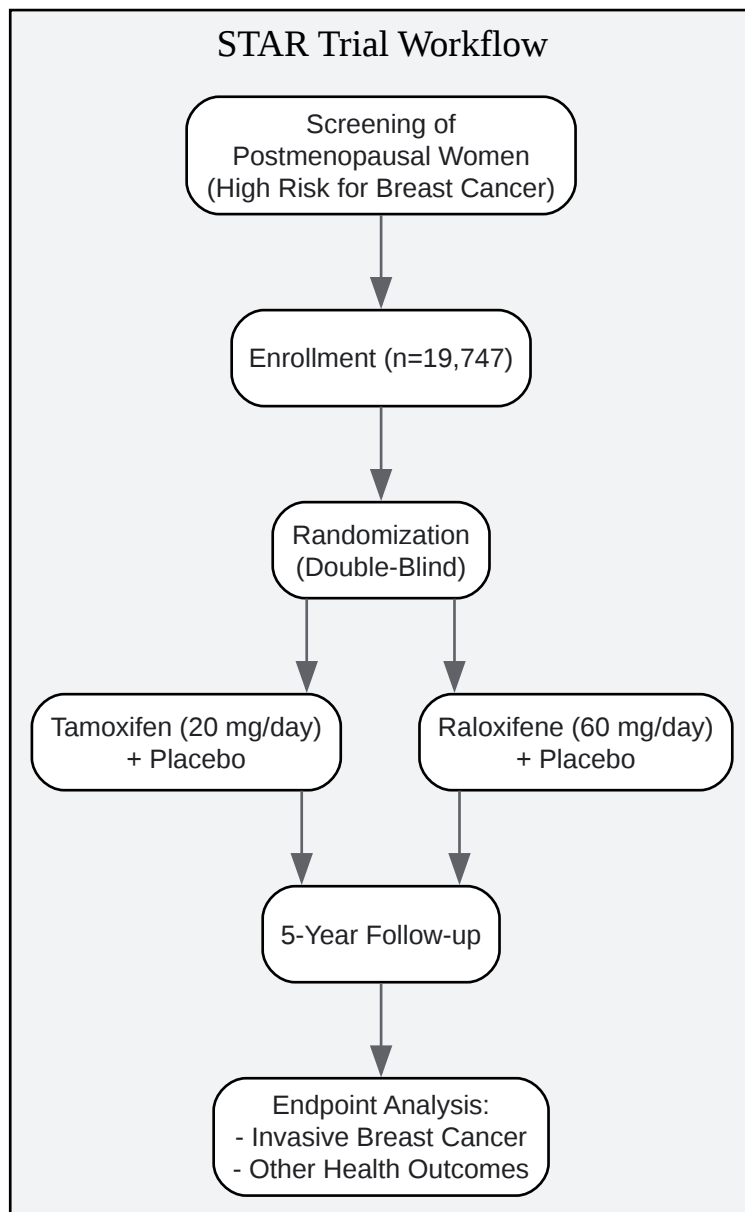 STAR Trial Workflow
Screening of
Postmenopausal Women
(High Risk for Breast Cancer)
Enrollment (n=19,747)
Randomization
(Double-Blind)
Tamoxifen (20 mg/day)
+ Placebo
Raloxifene (60 mg/day)
+ Placebo
5-Year Follow-up
Endpoint Analysis:
- Invasive Breast Cancer
- Other Health Outcomes